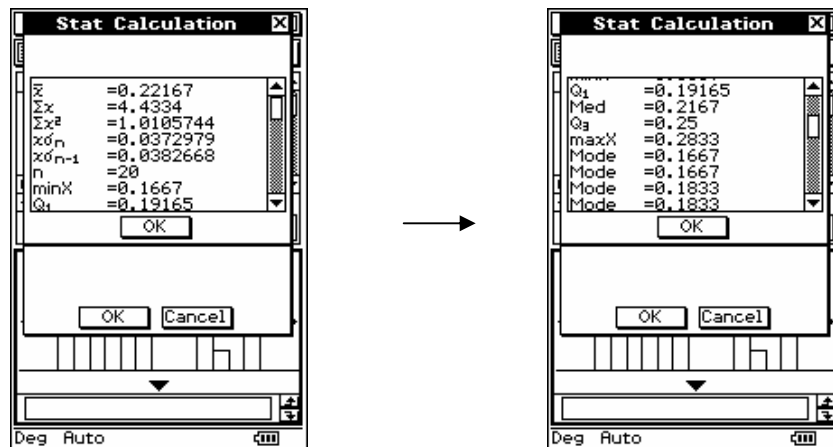 Stat Calculation
x̄ =0.22167
Σx =4.4334
Σx² =1.0105744
xσn =0.0372979
xσn-1 =0.0382668
n =20
minX =0.1667
Q1 =0.19165
OK
OK Cancel
Deg Auto
Stat Calculation
Q1 =0.19165
Med =0.2167
Q3 =0.25
maxX =0.2833
Mode =0.1667
Mode =0.1667
Mode =0.1833
Mode =0.1833
OK
OK Cancel
Deg Auto